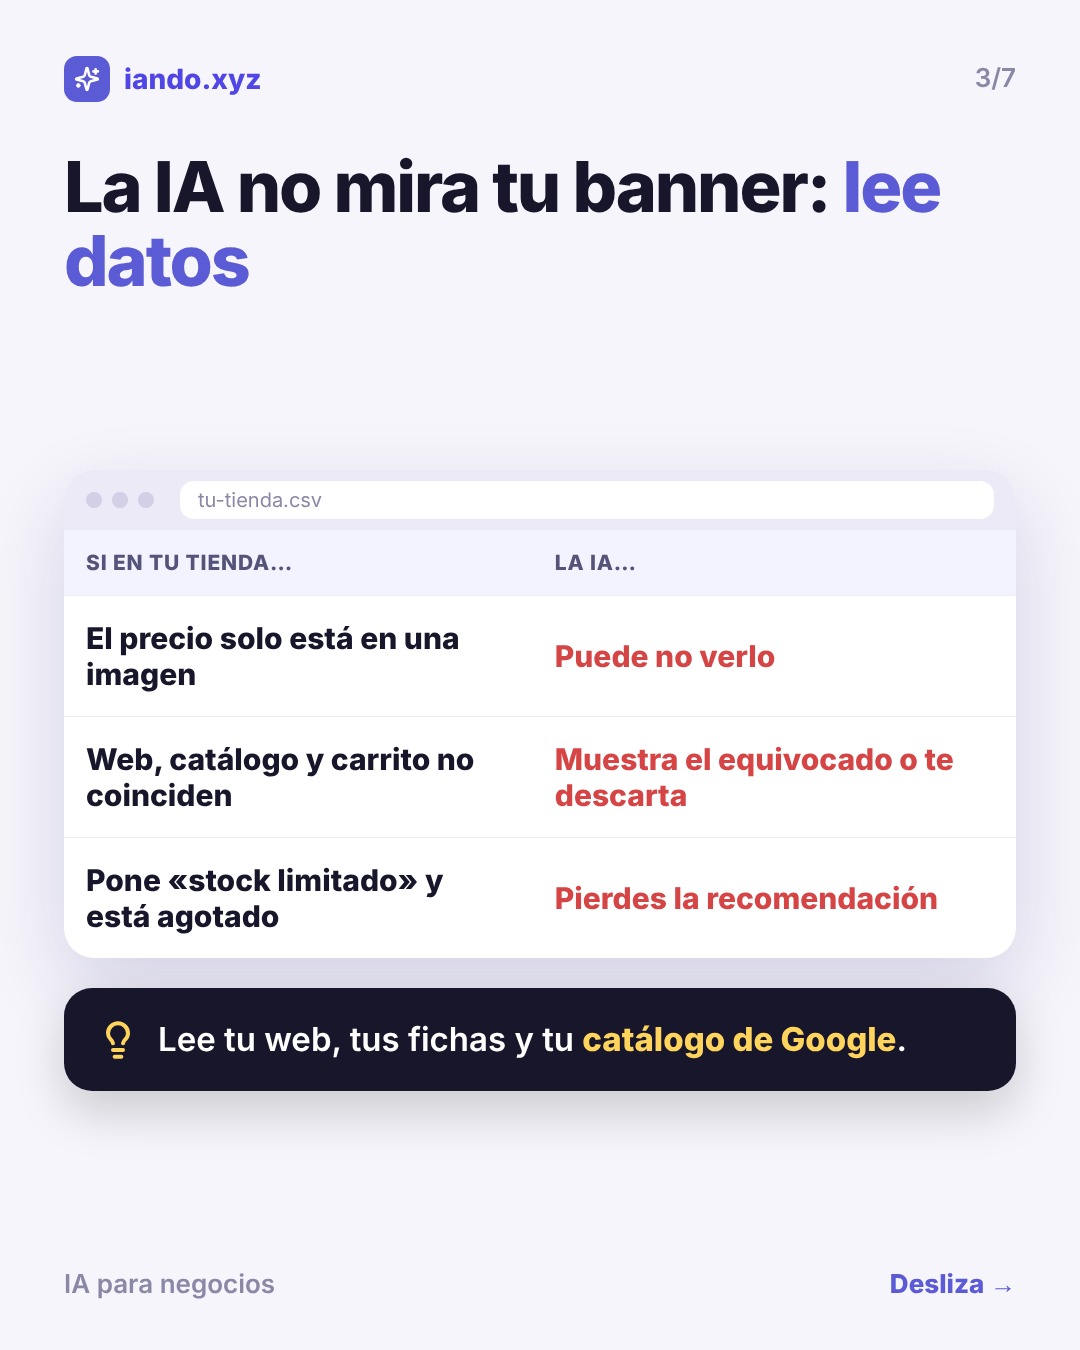 iando.xyz
3/7
La IA no mira tu banner: lee
datos
tu-tienda.csv
SI EN TU TIENDA...
LA IA...
El precio solo está en una
imagen
Puede no verlo
Web, catálogo y carrito no
coinciden
Muestra el equivocado o te
descarta
Pone «stock limitado» y
está agotado
Pierdes la recomendación
Lee tu web, tus fichas y tu catálogo de Google.
IA para negocios
Desliza →